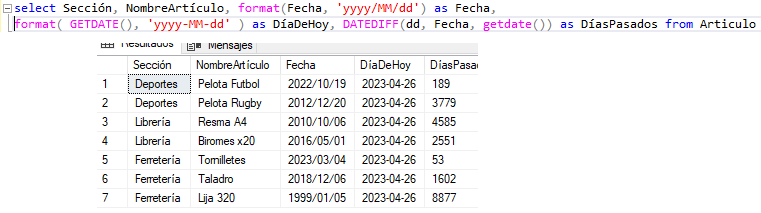 select Sección, NombreArtículo, format(Fecha, 'yyyy/MM/dd') as Fecha,
format( GETDATE(), 'yyyy-MM-dd' ) as DíaDeHoy, DATEDIFF(dd, Fecha, getdate()) as DíasPasados from Articulo
Resultados Mensajes
Sección NombreArtículo Fecha DíaDeHoy DíasPasad
1 Deportes Pelota Futbol 2022/10/19 2023-04-26 189
2 Deportes Pelota Rugby 2012/12/20 2023-04-26 3779
3 Librería Resma A4 2010/10/06 2023-04-26 4585
4 Librería Biromes x20 2016/05/01 2023-04-26 2551
5 Ferretería Tornilletes 2023/03/04 2023-04-26 53
6 Ferretería Taladro 2018/12/06 2023-04-26 1602
7 Ferretería Lija 320 1999/01/05 2023-04-26 8877